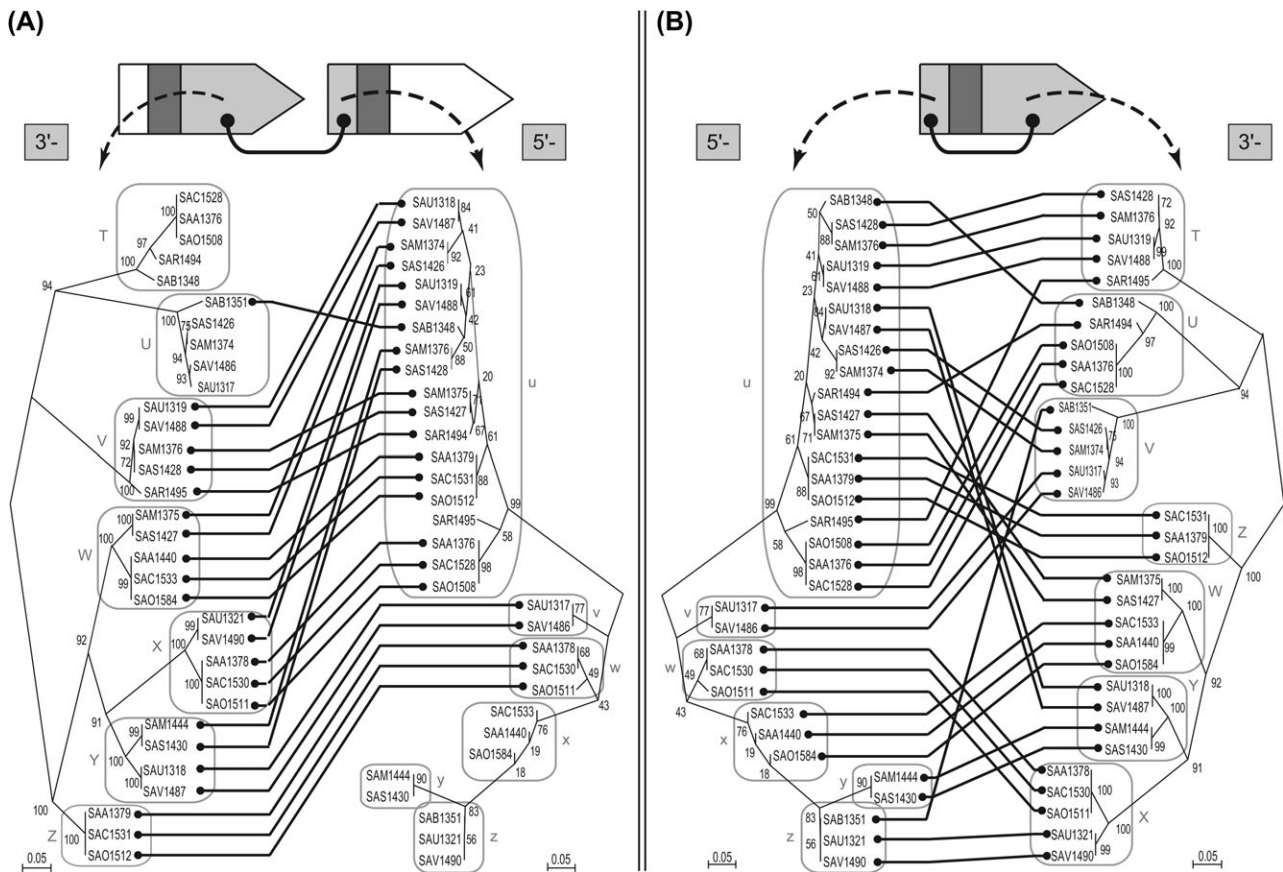 (A)
3'-
5'-
T
100
97
100
SAC1528
SAA1376
SAO1508
SAR1494
SAB1348
94
U
100
75
94
93
SAB1351
SAS1426
SAM1374
SAV1486
SAU1317
V
99
92
72
100
SAU1319
SAV1488
SAM1376
SAS1428
SAR1495
W
100
100
99
SAM1375
SAS1427
SAA1440
SAC1533
SAO1584
92
X
99
100
100
SAU1321
SAV1490
SAA1378
SAC1530
SAO1511
91
Y
99
100
100
SAM1444
SAS1430
SAU1318
SAV1487
100
Z
100
SAA1379
SAC1531
SAO1512
0.05
SAU1318
84
SAV1487
41
SAM1374
92
SAS1426
23
SAU1319
61
SAV1488
42
SAB1348
50
SAM1376
88
SAS1428
20
u
SAM1375
71
SAS1427
67
SAR1494
61
SAA1379
SAC1531
88
SAO1512
99
SAR1495
58
SAA1376
SAC1528
98
SAO1508
SAU1317
77
v
SAV1486
SAA1378
68
SAC1530
49
w
SAO1511
43
SAC1533
76
SAA1440
19
x
SAO1584
18
SAM1444
90
y
SAS1430
83
SAB1351
SAU1321
56
z
SAV1490
0.05
(B)
5'-
3'-
SAB1348
50
SAS1428
88
SAM1376
41
SAU1319
61
SAV1488
23
SAU1318
84
SAV1487
42
SAS1426
92
SAM1374
u
20
SAR1494
67
SAS1427
71
SAM1375
61
SAC1531
SAA1379
88
SAO1512
99
SAR1495
58
SAO1508
SAA1376
98
SAC1528
v
77
SAU1317
SAV1486
w
68
SAA1378
SAC1530
49
SAO1511
43
x
SAC1533
76
SAA1440
19
SAO1584
18
y
90
SAM1444
SAS1430
83
z
SAB1351
56
SAU1321
SAV1490
0.05
SAS1428
72
SAM1376
92
T
SAU1319
99
SAV1488
100
SAR1495
SAB1348
U
SAR1494
97
SAO1508
SAA1376
100
SAC1528
94
SAB1351
100
SAS1426
75
SAM1374
V
94
SAU1317
93
SAV1486
SAC1531
100
Z
SAA1379
SAO1512
100
SAM1375
100
W
SAS1427
100
SAC1533
SAA1440
99
SAO1584
Y
92
SAU1318
100
SAV1487
100
SAM1444
99
SAS1430
91
SAA1378
SAC1530
100
X
SAO1511
100
SAU1321
99
SAV1490
0.05